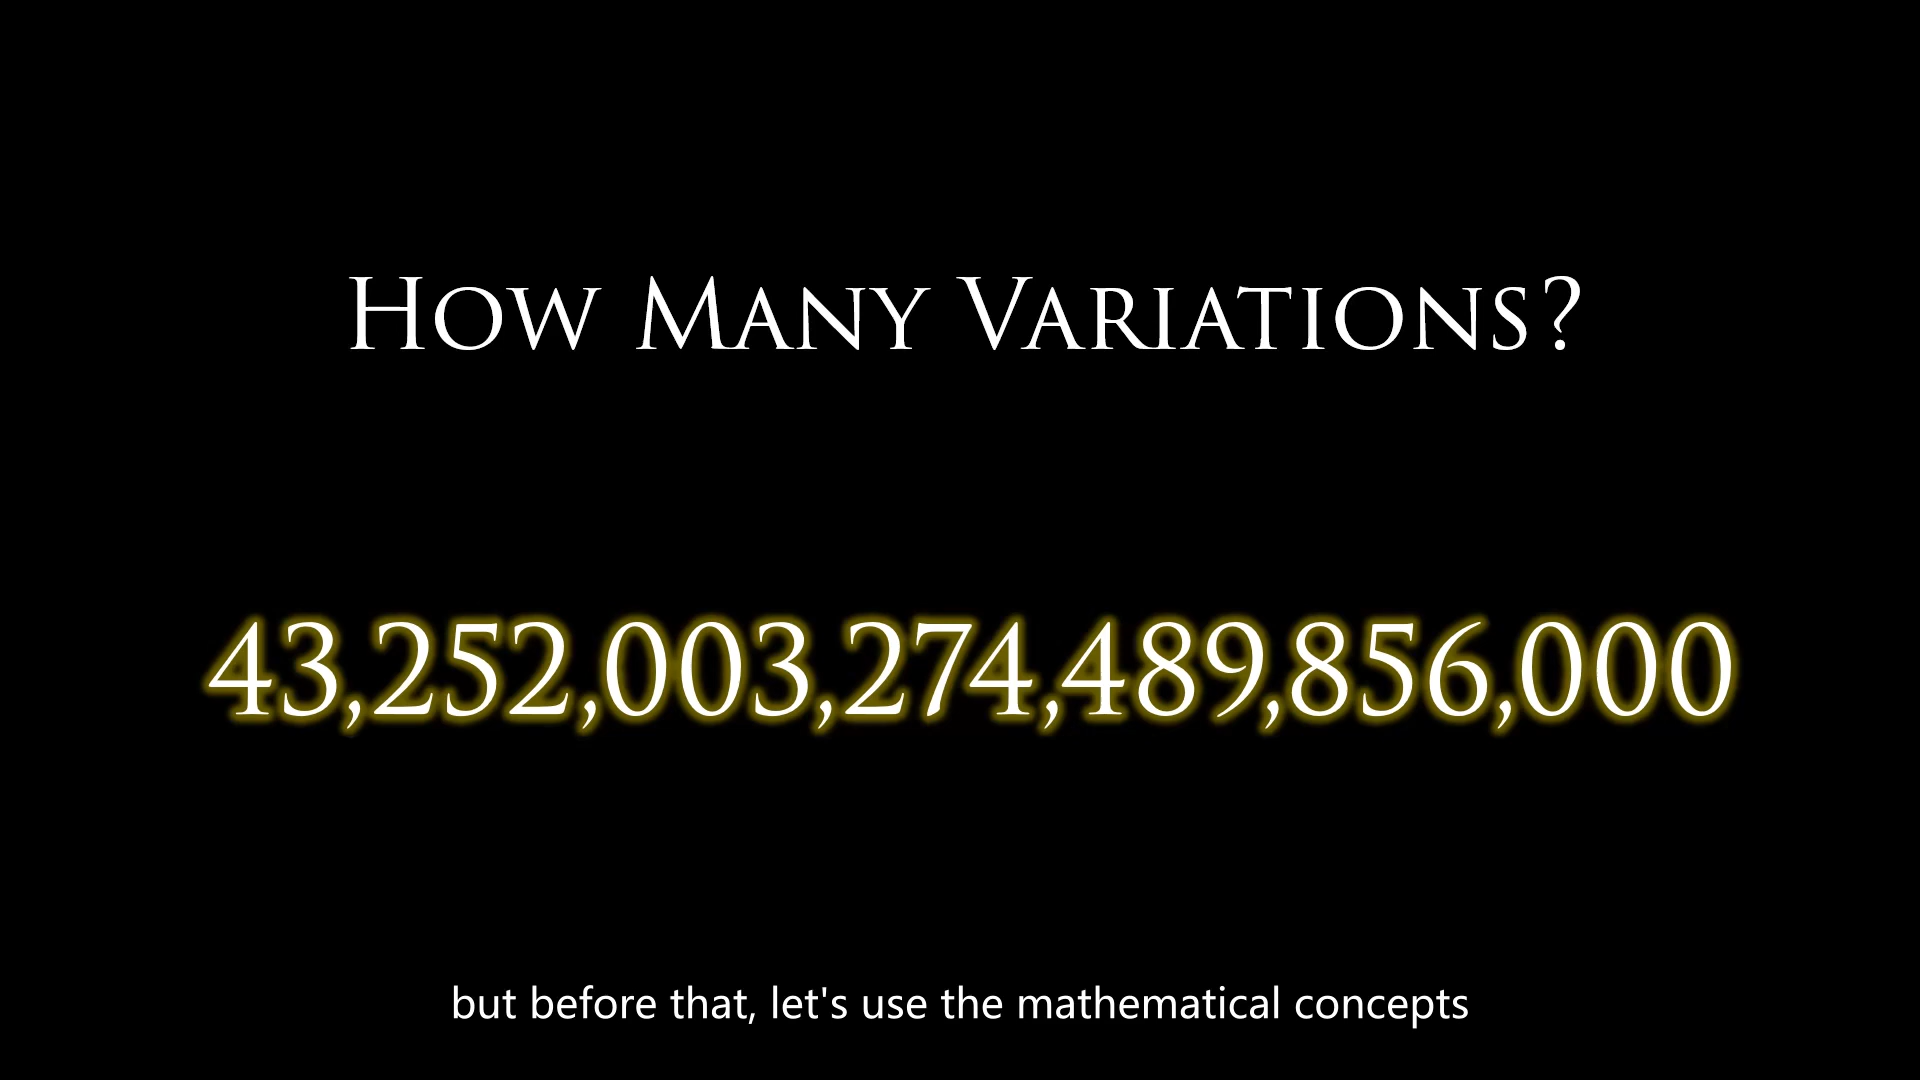 How Many Variations?
43,252,003,274,489,856,000
but before that, let's use the mathematical concepts